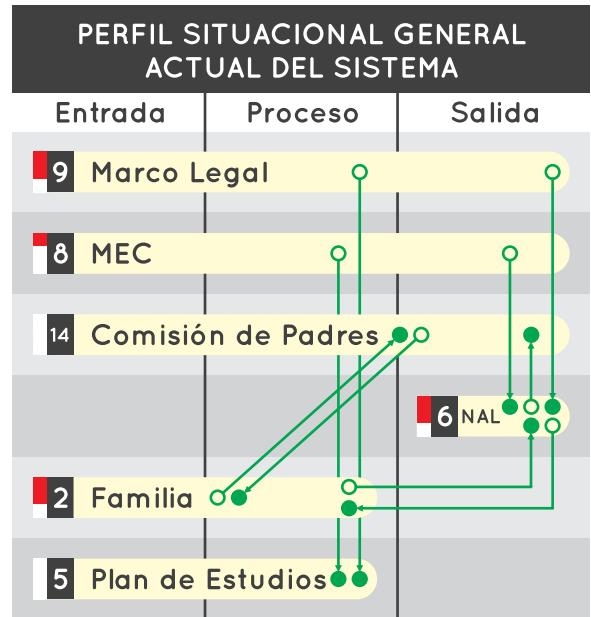 PERFIL SITUACIONAL GENERAL
ACTUAL DEL SISTEMA
Entrada Proceso Salida
9 Marco Legal
8 MEC
14 Comisión de Padres
6 NAL
2 Familia
5 Plan de Estudios